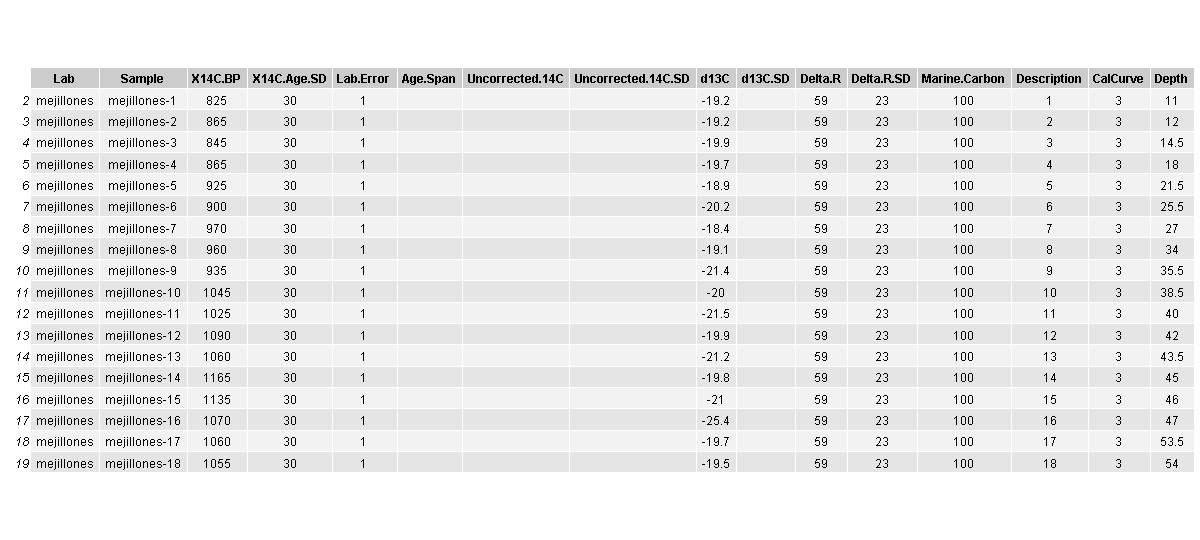 Lab Sample X14C.BP X14C.Age.SD Lab.Error Age.Span Uncorrected.14C Uncorrected.14C.SD d13C d13C.SD Delta.R Delta.R.SD Marine.Carbon Description CalCurve Depth
2 mejillones mejillones-1 825 30 1 -19.2 59 23 100 1 3 11
3 mejillones mejillones-2 865 30 1 -19.2 59 23 100 2 3 12
4 mejillones mejillones-3 845 30 1 -19.9 59 23 100 3 3 14.5
5 mejillones mejillones-4 865 30 1 -19.7 59 23 100 4 3 18
6 mejillones mejillones-5 925 30 1 -18.9 59 23 100 5 3 21.5
7 mejillones mejillones-6 900 30 1 -20.2 59 23 100 6 3 25.5
8 mejillones mejillones-7 970 30 1 -18.4 59 23 100 7 3 27
9 mejillones mejillones-8 960 30 1 -19.1 59 23 100 8 3 34
10 mejillones mejillones-9 935 30 1 -21.4 59 23 100 9 3 35.5
11 mejillones mejillones-10 1045 30 1 -20 59 23 100 10 3 38.5
12 mejillones mejillones-11 1025 30 1 -21.5 59 23 100 11 3 40
13 mejillones mejillones-12 1090 30 1 -19.9 59 23 100 12 3 42
14 mejillones mejillones-13 1060 30 1 -21.2 59 23 100 13 3 43.5
15 mejillones mejillones-14 1165 30 1 -19.8 59 23 100 14 3 45
16 mejillones mejillones-15 1135 30 1 -21 59 23 100 15 3 46
17 mejillones mejillones-16 1070 30 1 -25.4 59 23 100 16 3 47
18 mejillones mejillones-17 1060 30 1 -19.7 59 23 100 17 3 53.5
19 mejillones mejillones-18 1055 30 1 -19.5 59 23 100 18 3 54